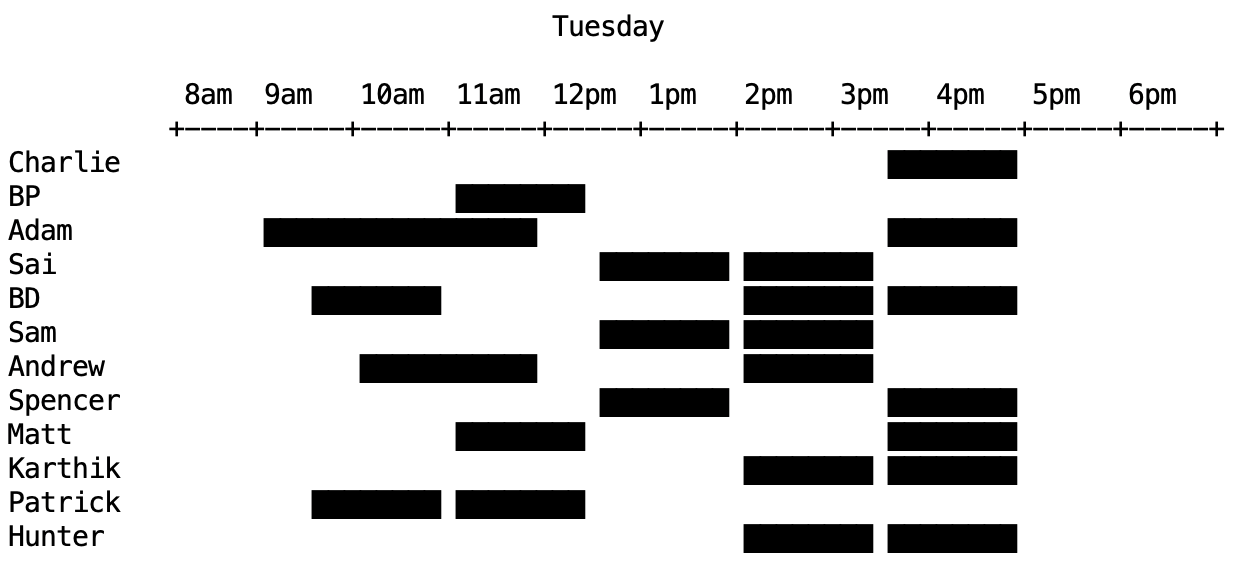 Tuesday
8am 9am 10am 11am 12pm 1pm 2pm 3pm 4pm 5pm 6pm
Charlie
BP
Adam
Sai
BD
Sam
Andrew
Spencer
Matt
Karthik
Patrick
Hunter